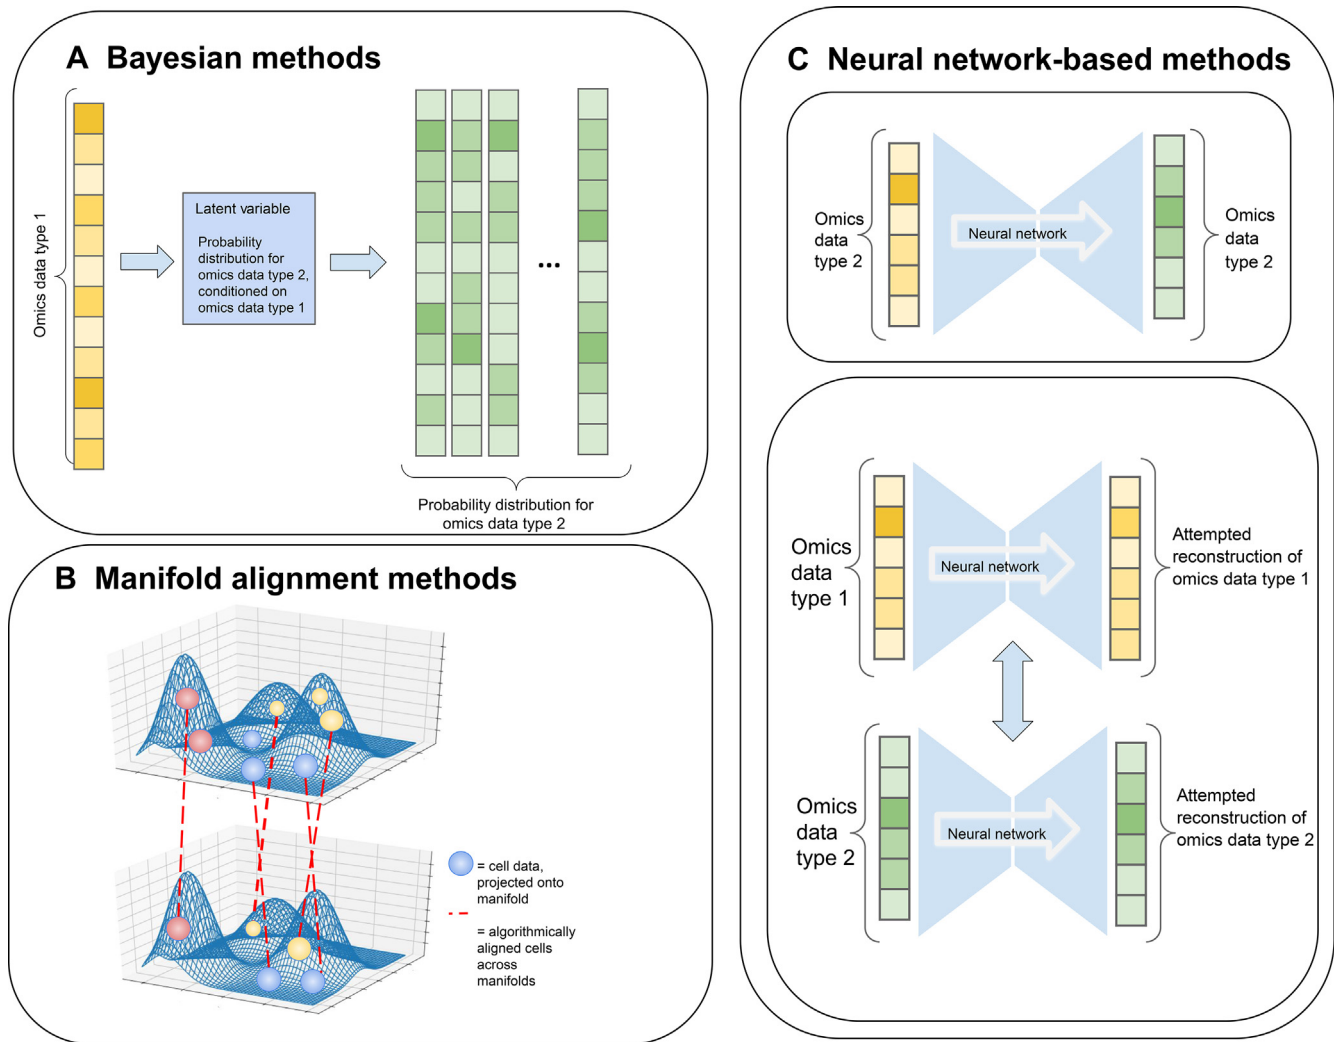 A Bayesian methods
Omics data type 1
Latent variable
Probability
distribution for
omics data type 2,
conditioned on
omics data type 1
...
Probability distribution for
omics data type 2
B Manifold alignment methods
= cell data,
projected onto
manifold
= algorithmically
aligned cells
across
manifolds
C Neural network-based methods
Omics
data
type 2
Neural network
Omics
data
type 2
Omics
data
type 1
Neural network
Attempted
reconstruction of
omics data type 1
Omics
data
type 2
Neural network
Attempted
reconstruction of
omics data type 2